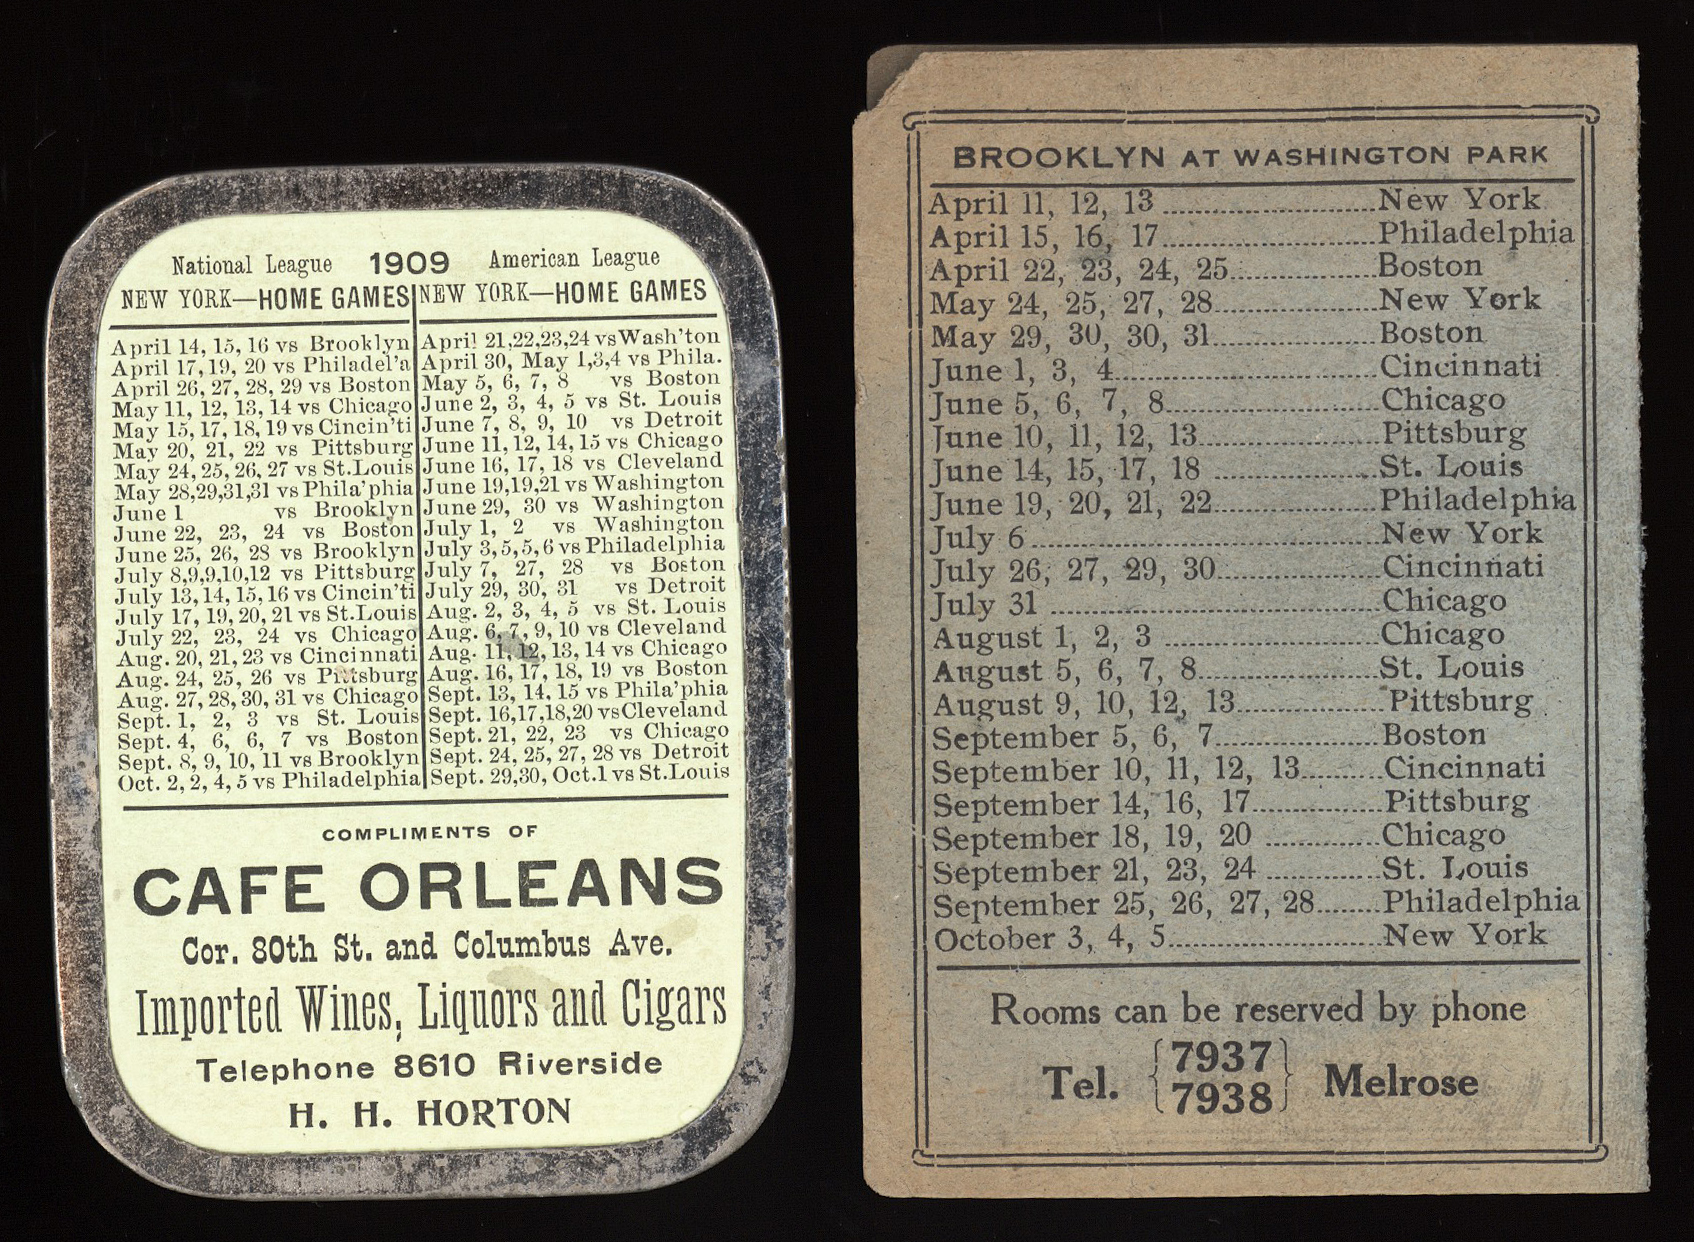 National League 1909 American League
NEW YORK—HOME GAMES
April 14, 15, 16 vs Brooklyn
April 17, 19, 20 vs Philadel'a
April 26, 27, 28, 29 vs Boston
May 11, 12, 13, 14 vs Chicago
May 15, 17, 18, 19 vs Cincin'ti
May 20, 21, 22 vs Pittsburg
May 24, 25, 26, 27 vs St.Louis
May 28,29,31,31 vs Phila'phia
June 1 vs Brooklyn
June 22, 23, 24 vs Boston
June 25, 26, 28 vs Brooklyn
July 8,9,9,10,12 vs Pittsburg
July 13, 14, 15, 16 vs Cincin'ti
July 17, 19, 20, 21 vs St.Louis
July 22, 23, 24 vs Chicago
Aug. 20, 21, 23 vs Cincinnati
Aug. 24, 25, 26 vs Pittsburg
Aug. 27, 28, 30, 31 vs Chicago
Sept. 1, 2, 3 vs St. Louis
Sept. 4, 6, 6, 7 vs Boston
Sept. 8, 9, 10, 11 vs Brooklyn
Oct. 2, 2, 4, 5 vs Philadelphia
NEW YORK—HOME GAMES
April 21,22,23,24 vs Wash'ton
April 30, May 1,3,4 vs Phila.
May 5, 6, 7, 8 vs Boston
June 2, 3, 4, 5 vs St. Louis
June 7, 8, 9, 10 vs Detroit
June 11, 12, 14, 15 vs Chicago
June 16, 17, 18 vs Cleveland
June 19,19,21 vs Washington
June 29, 30 vs Washington
July 1, 2 vs Washington
July 3,5,5,6 vs Philadelphia
July 7, 27, 28 vs Boston
July 29, 30, 31 vs Detroit
Aug. 2, 3, 4, 5 vs St. Louis
Aug. 6, 7, 9, 10 vs Cleveland
Aug. 11, 12, 13, 14 vs Chicago
Aug. 16, 17, 18, 19 vs Boston
Sept. 13, 14, 15 vs Phila'phia
Sept. 16,17,18,20 vs Cleveland
Sept. 21, 22, 23 vs Chicago
Sept. 24, 25, 27, 28 vs Detroit
Sept. 29,30, Oct.1 vs St.Louis
COMPLIMENTS OF
CAFE ORLEANS
Cor. 80th St. and Columbus Ave.
Imported Wines, Liquors and Cigars
Telephone 8610 Riverside
H. H. HORTON
BROOKLYN AT WASHINGTON PARK
April 11, 12, 13 ........ New York
April 15, 16, 17 ........ Philadelphia
April 22, 23, 24, 25 ........ Boston
May 24, 25, 27, 28 ........ New York
May 29, 30, 30, 31 ........ Boston
June 1, 3, 4 ........ Cincinnati
June 5, 6, 7, 8 ........ Chicago
June 10, 11, 12, 13 ........ Pittsburg
June 14, 15, 17, 18 ........ St. Louis
June 19, 20, 21, 22 ........ Philadelphia
July 6 ........ New York
July 26, 27, 29, 30 ........ Cincinnati
July 31 ........ Chicago
August 1, 2, 3 ........ Chicago
August 5, 6, 7, 8 ........ St. Louis
August 9, 10, 12, 13 ........ Pittsburg
September 5, 6, 7 ........ Boston
September 10, 11, 12, 13 ........ Cincinnati
September 14, 16, 17 ........ Pittsburg
September 18, 19, 20 ........ Chicago
September 21, 23, 24 ........ St. Louis
September 25, 26, 27, 28 ........ Philadelphia
October 3, 4, 5 ........ New York
Rooms can be reserved by phone
Tel. {7937 7938} Melrose